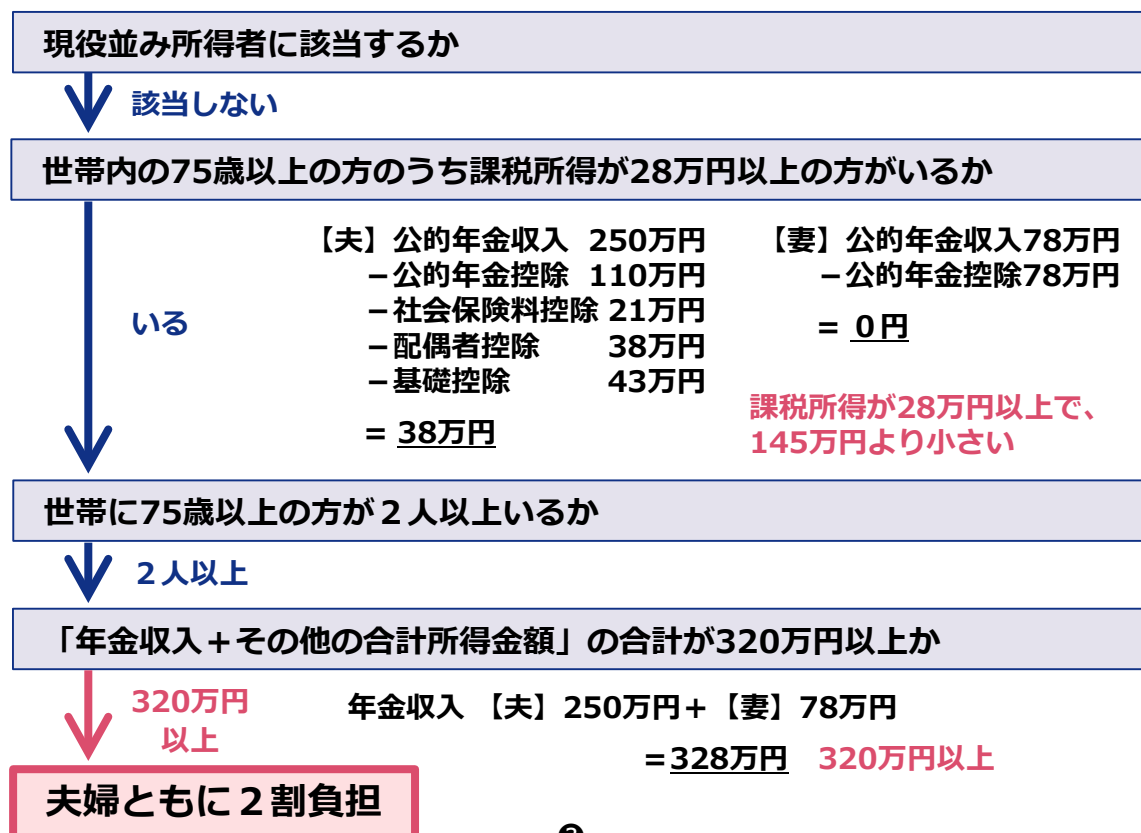 現役並み所得者に該当するか
該当しない
世帯内の75歳以上の方のうち課税所得が28万円以上の方がいるか
いる
【夫】公的年金収入 250万円
－公的年金控除 110万円
－社会保険料控除 21万円
－配偶者控除 38万円
－基礎控除 43万円
= 38万円
【妻】公的年金収入78万円
－公的年金控除78万円
= ０円
課税所得が28万円以上で、
145万円より小さい
世帯に75歳以上の方が２人以上いるか
２人以上
「年金収入＋その他の合計所得金額」の合計が320万円以上か
320万円
以上
年金収入 【夫】250万円＋【妻】78万円
＝328万円 320万円以上
夫婦ともに２割負担